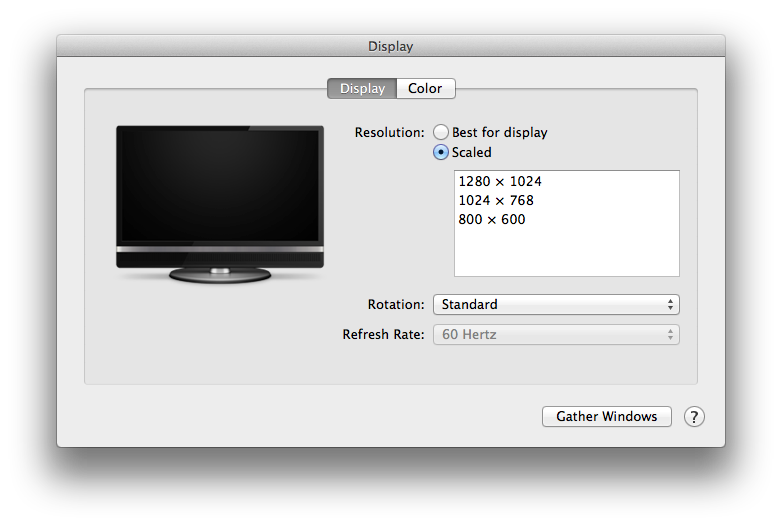 Display
Display Color
Resolution: Best for display
Scaled
1280 × 1024
1024 × 768
800 × 600
Rotation: Standard
Refresh Rate: 60 Hertz
Gather Windows ?